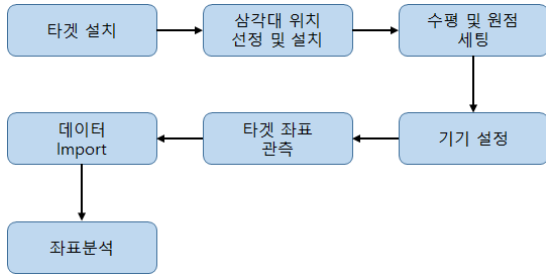 타겟 설치
삼각대 위치
선정 및 설치
수평 및 원점
세팅
기기 설정
타겟 좌표
관측
데이터
Import
좌표분석